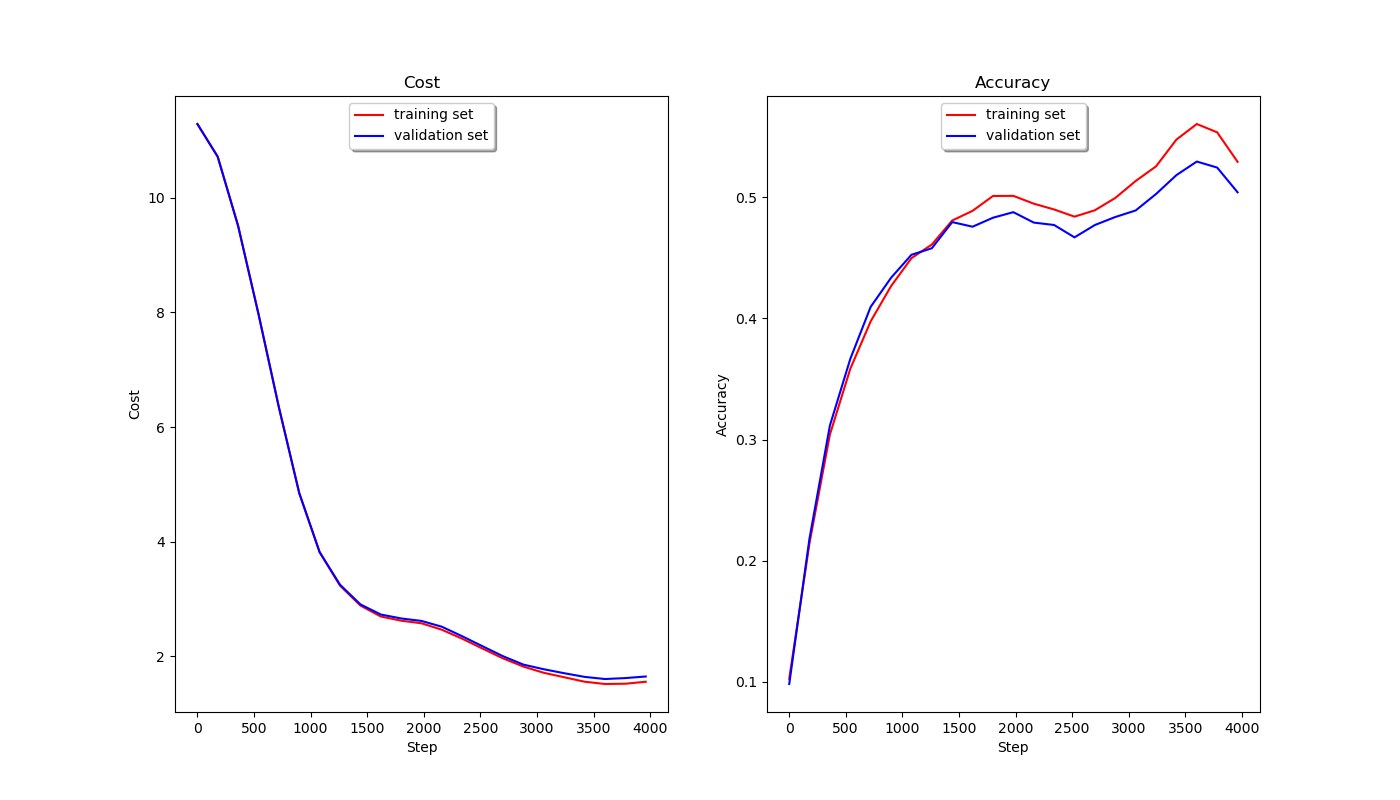 Cost
training set
validation set
10
8
6
4
2
Cost
0 500 1000 1500 2000 2500 3000 3500 4000
Step
Accuracy
training set
validation set
0.5
0.4
0.3
0.2
0.1
Accuracy
0 500 1000 1500 2000 2500 3000 3500 4000
Step